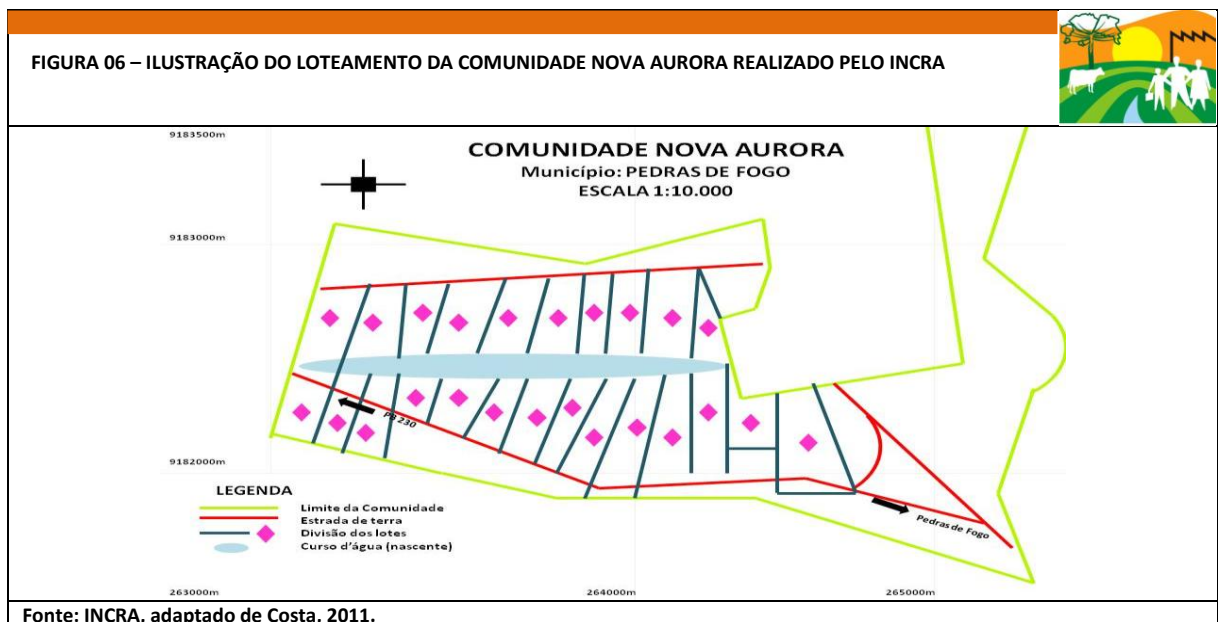 FIGURA 06 – ILUSTRAÇÃO DO LOTEAMENTO DA COMUNIDADE NOVA AURORA REALIZADO PELO INCRA
9183500m
COMUNIDADE NOVA AURORA
Município: PEDRAS DE FOGO
ESCALA 1:10.000
9183000m
PB 230
9182000m
LEGENDA
Limite da Comunidade
Estrada de terra
Divisão dos lotes
Curso d'água (nascente)
Pedras de Fogo
263000m
264000m
265000m
Fonte: INCRA, adaptado de Costa, 2011.